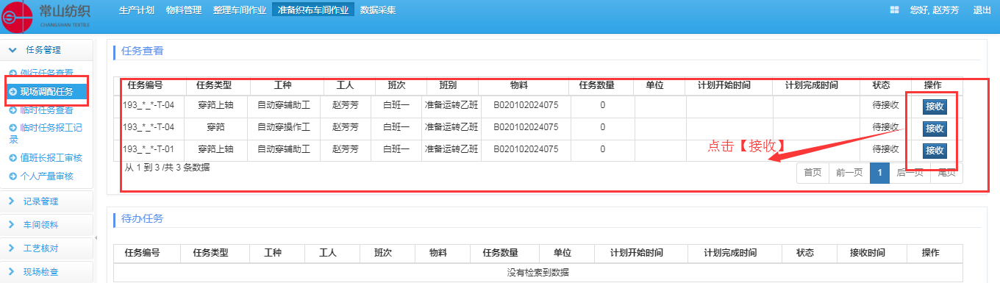 常山纺织
CHANGSHAN TEXTILE
生产计划 物料管理 整理车间作业 准备织布车间作业 数据采集
您好, 赵芳芳 退出
任务管理
例行任务查看
现场调配任务
临时任务查看
临时任务报工记
录
值班长报工审核
个人产量审核
记录管理
车间领料
工艺核对
现场检查
任务查看
任务编号 任务类型 工种 工人 班次 班别 物料 任务数量 单位 计划开始时间 计划完成时间 状态 操作
193_*_*-T-04 穿筘上轴 自动穿辅助工 赵芳芳 白班一 准备运转乙班 B020102024075 0 待接收 接收
193_*_*-T-04 穿筘 自动穿操作工 赵芳芳 白班一 准备运转乙班 B020102024075 0 待接收 接收
193_*_*-T-01 穿筘上轴 自动穿辅助工 赵芳芳 白班一 准备运转乙班 B020102024075 0 待接收 接收
点击【接收】
从 1 到 3 /共 3 条数据
首页 前一页 1 后一页 尾页
待办任务
任务编号 任务类型 工种 工人 班次 物料 任务数量 单位 计划开始时间 计划完成时间 状态 接收时间 操作
没有检索到数据